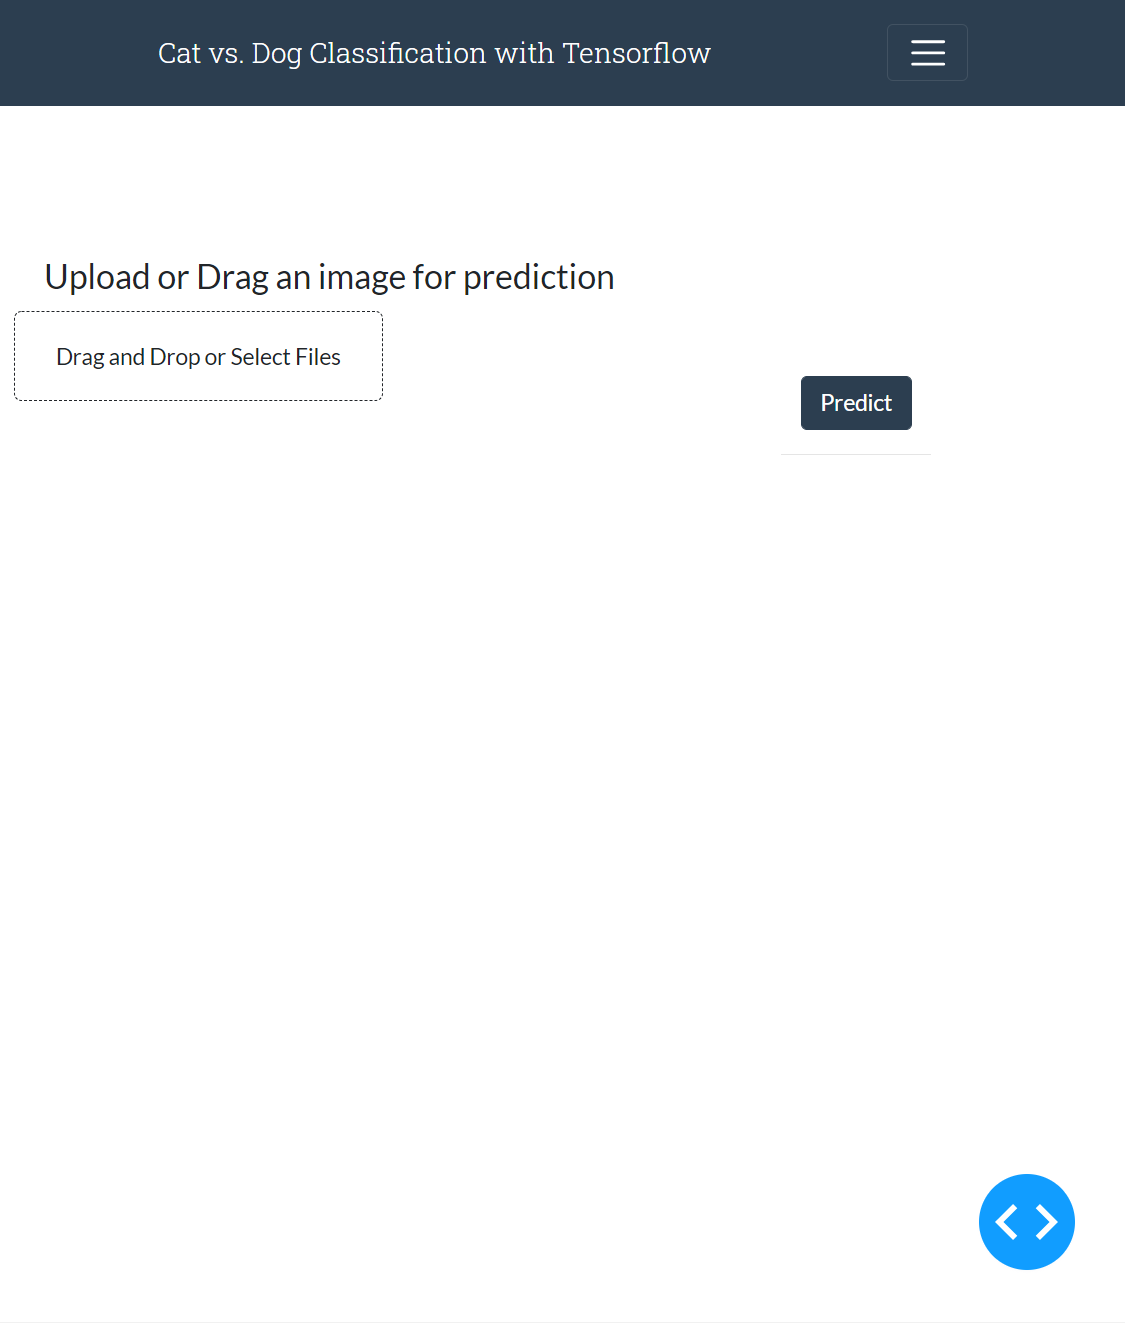 Cat vs. Dog Classification with Tensorflow
Upload or Drag an image for prediction
Drag and Drop or Select Files
Predict